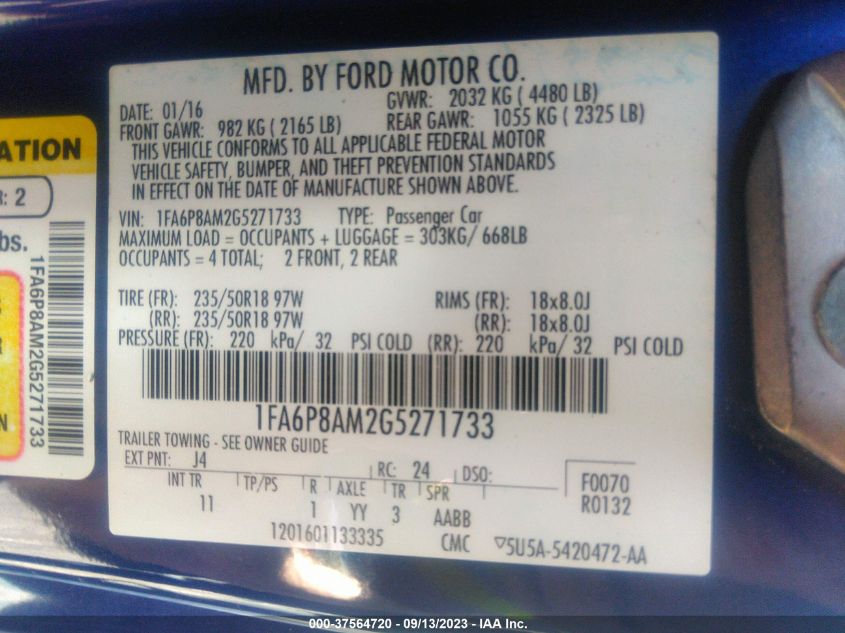 MFD. BY FORD MOTOR CO.
DATE: 01/16 GVWR: 2032 KG ( 4480 LB)
FRONT GAWR: 982 KG ( 2165 LB) REAR GAWR: 1055 KG ( 2325 LB)
THIS VEHICLE CONFORMS TO ALL APPLICABLE FEDERAL MOTOR
VEHICLE SAFETY, BUMPER, AND THEFT PREVENTION STANDARDS
IN EFFECT ON THE DATE OF MANUFACTURE SHOWN ABOVE.
VIN: 1FA6P8AM2G5271733 TYPE: Passenger Car
MAXIMUM LOAD = OCCUPANTS + LUGGAGE = 303KG/ 668LB
OCCUPANTS = 4 TOTAL; 2 FRONT, 2 REAR
TIRE (FR): 235/50R18 97W RIMS (FR): 18x8.0J
(RR): 235/50R18 97W (RR): 18x8.0J
PRESSURE (FR): 220 kPa/ 32 PSI COLD (RR): 220 kPa/ 32 PSI COLD
1FA6P8AM2G5271733
TRAILER TOWING - SEE OWNER GUIDE
EXT PNT: J4 RC: 24 DSO: F0070
INT TR TP/PS R AXLE TR SPR R0132
11 1 YY 3 AABB
1201601133335 CMC ▽5U5A-5420472-AA
ATION
R: 2
bs.
1FA6P8AM2G5271733
N
000-37564720 - 09/13/2023 - IAA Inc.